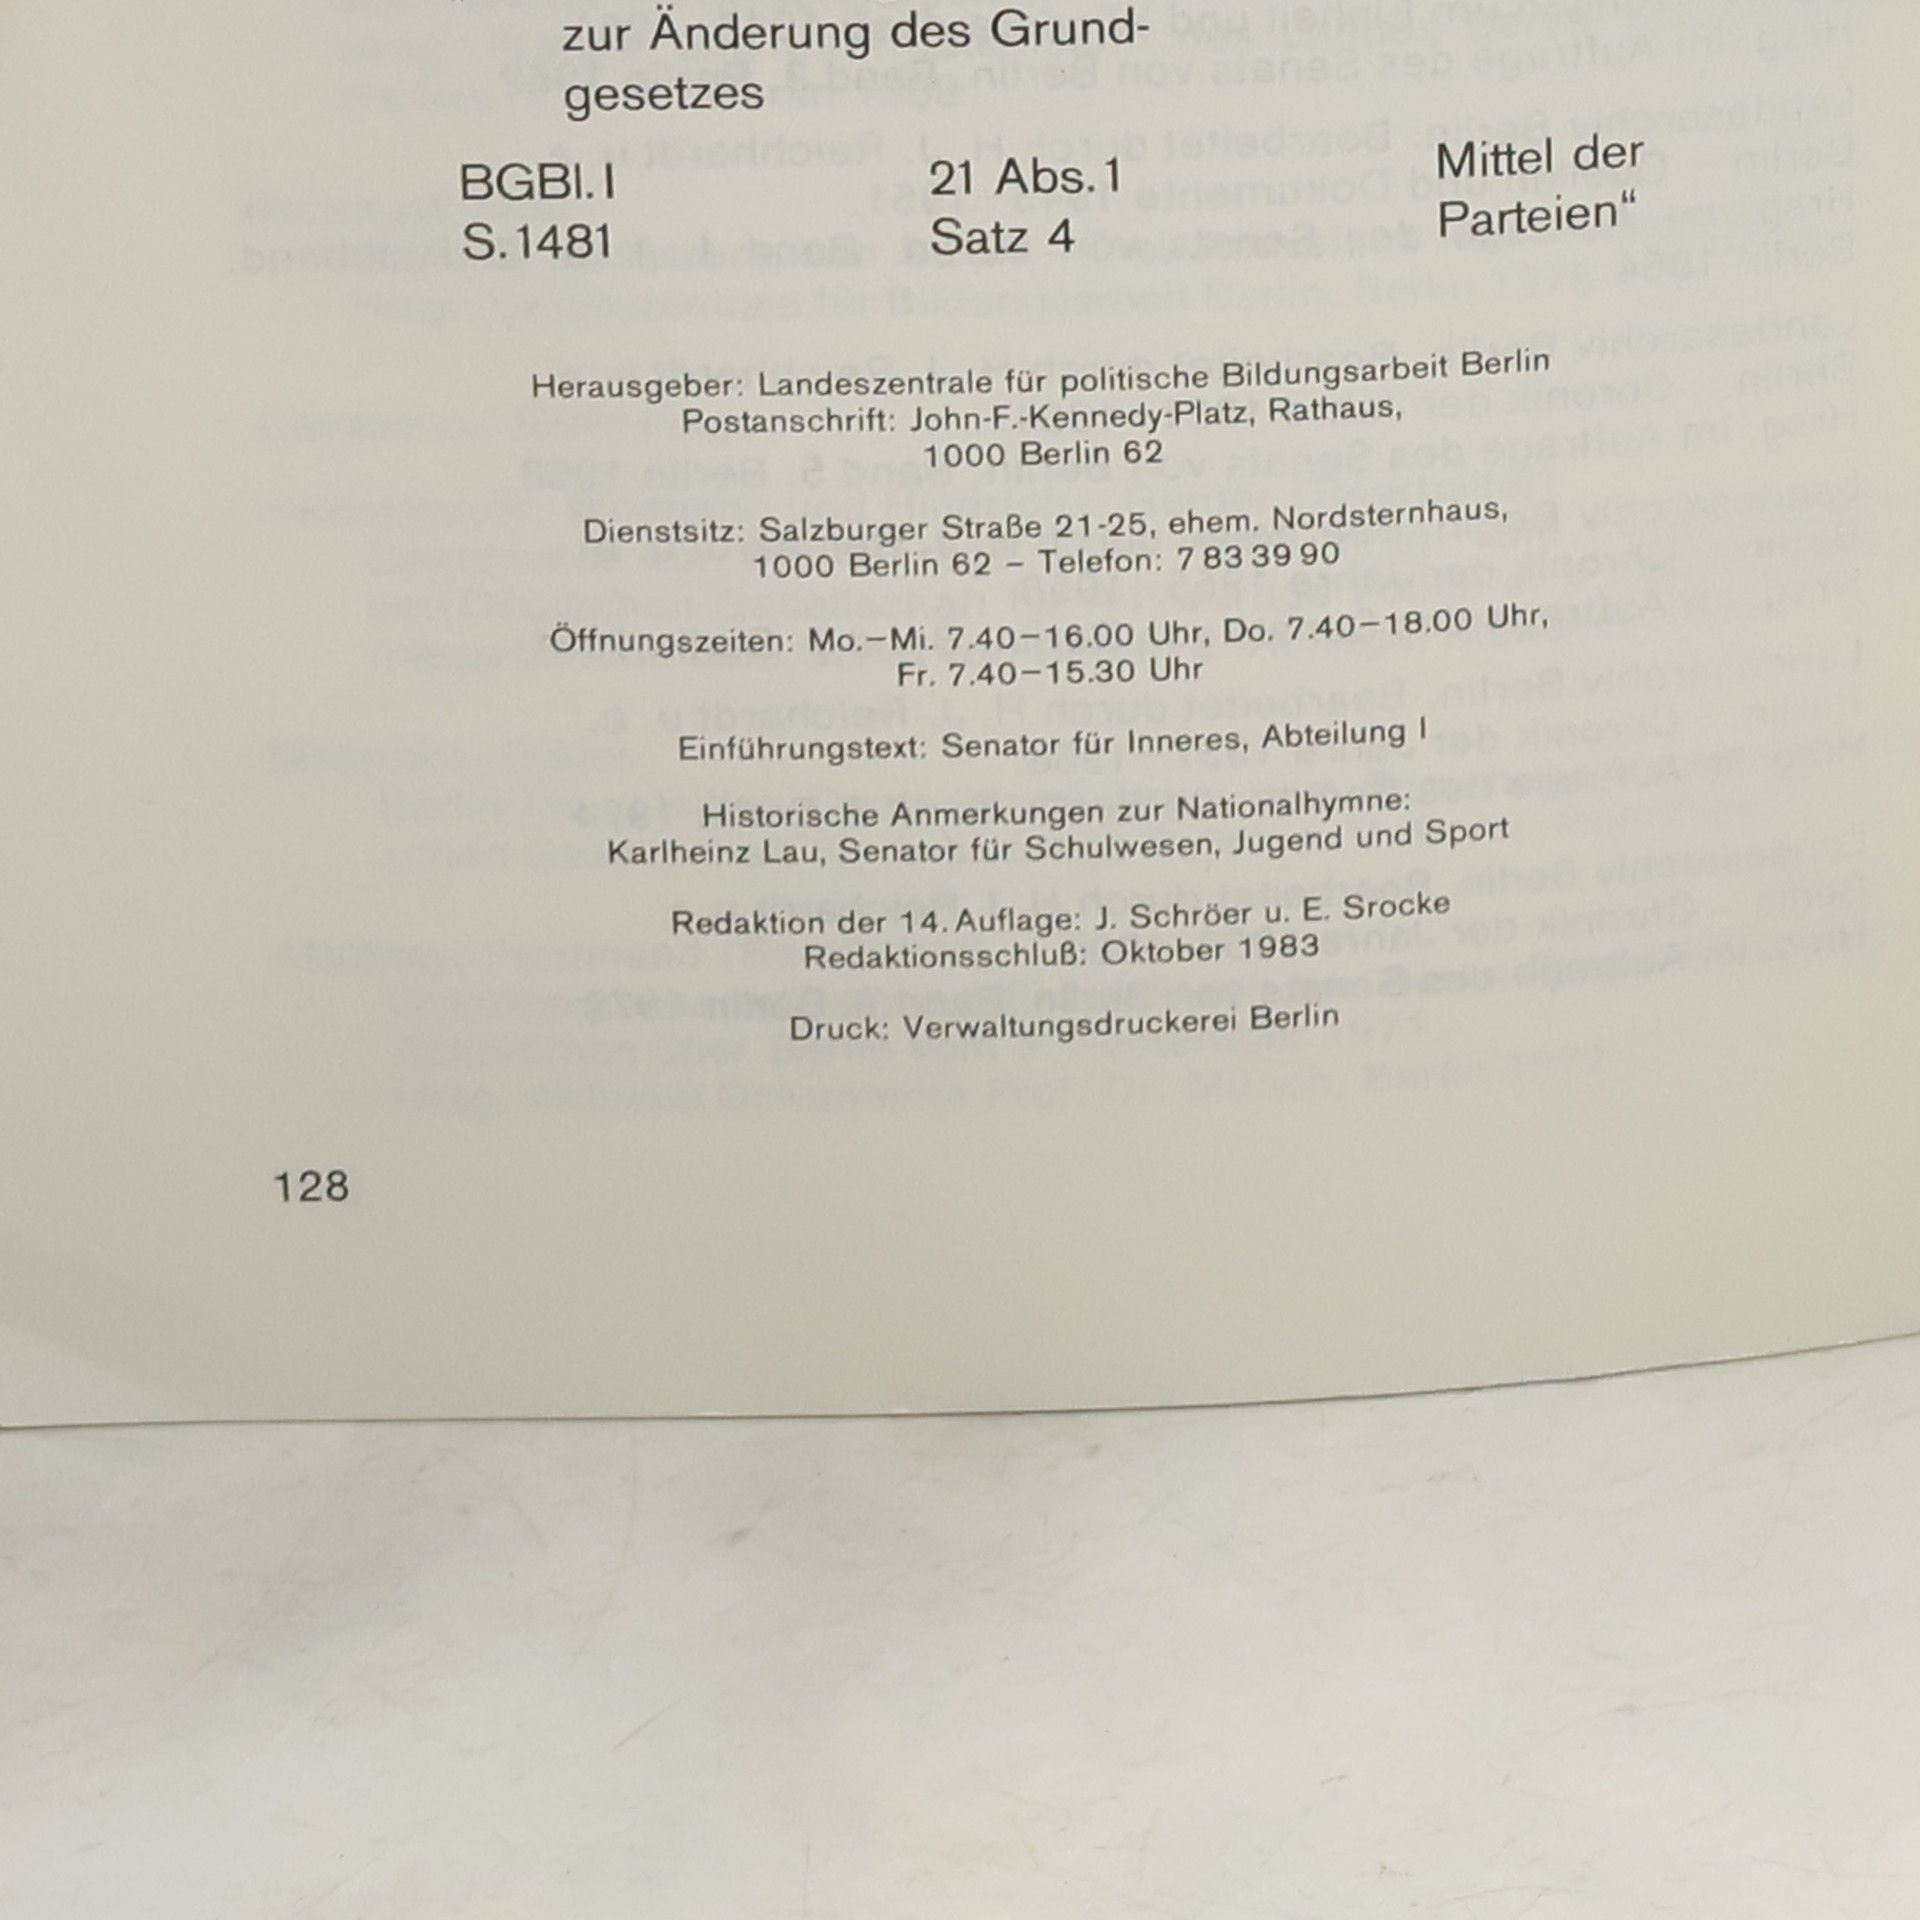 zur Änderung des Grund-
gesetzes
BGBl. I 21 Abs. 1 Mittel der
S. 1481 Satz 4 Parteien“
Herausgeber: Landeszentrale für politische Bildungsarbeit Berlin
Postanschrift: John-F.-Kennedy-Platz, Rathaus,
1000 Berlin 62
Dienstsitz: Salzburger Straße 21-25, ehem. Nordsternhaus,
1000 Berlin 62 – Telefon: 7 83 39 90
Öffnungszeiten: Mo.–Mi. 7.40–16.00 Uhr, Do. 7.40–18.00 Uhr,
Fr. 7.40–15.30 Uhr
Einführungstext: Senator für Inneres, Abteilung I
Historische Anmerkungen zur Nationalhymne:
Karlheinz Lau, Senator für Schulwesen, Jugend und Sport
Redaktion der 14. Auflage: J. Schröer u. E. Srocke
Redaktionsschluß: Oktober 1983
Druck: Verwaltungsdruckerei Berlin
128